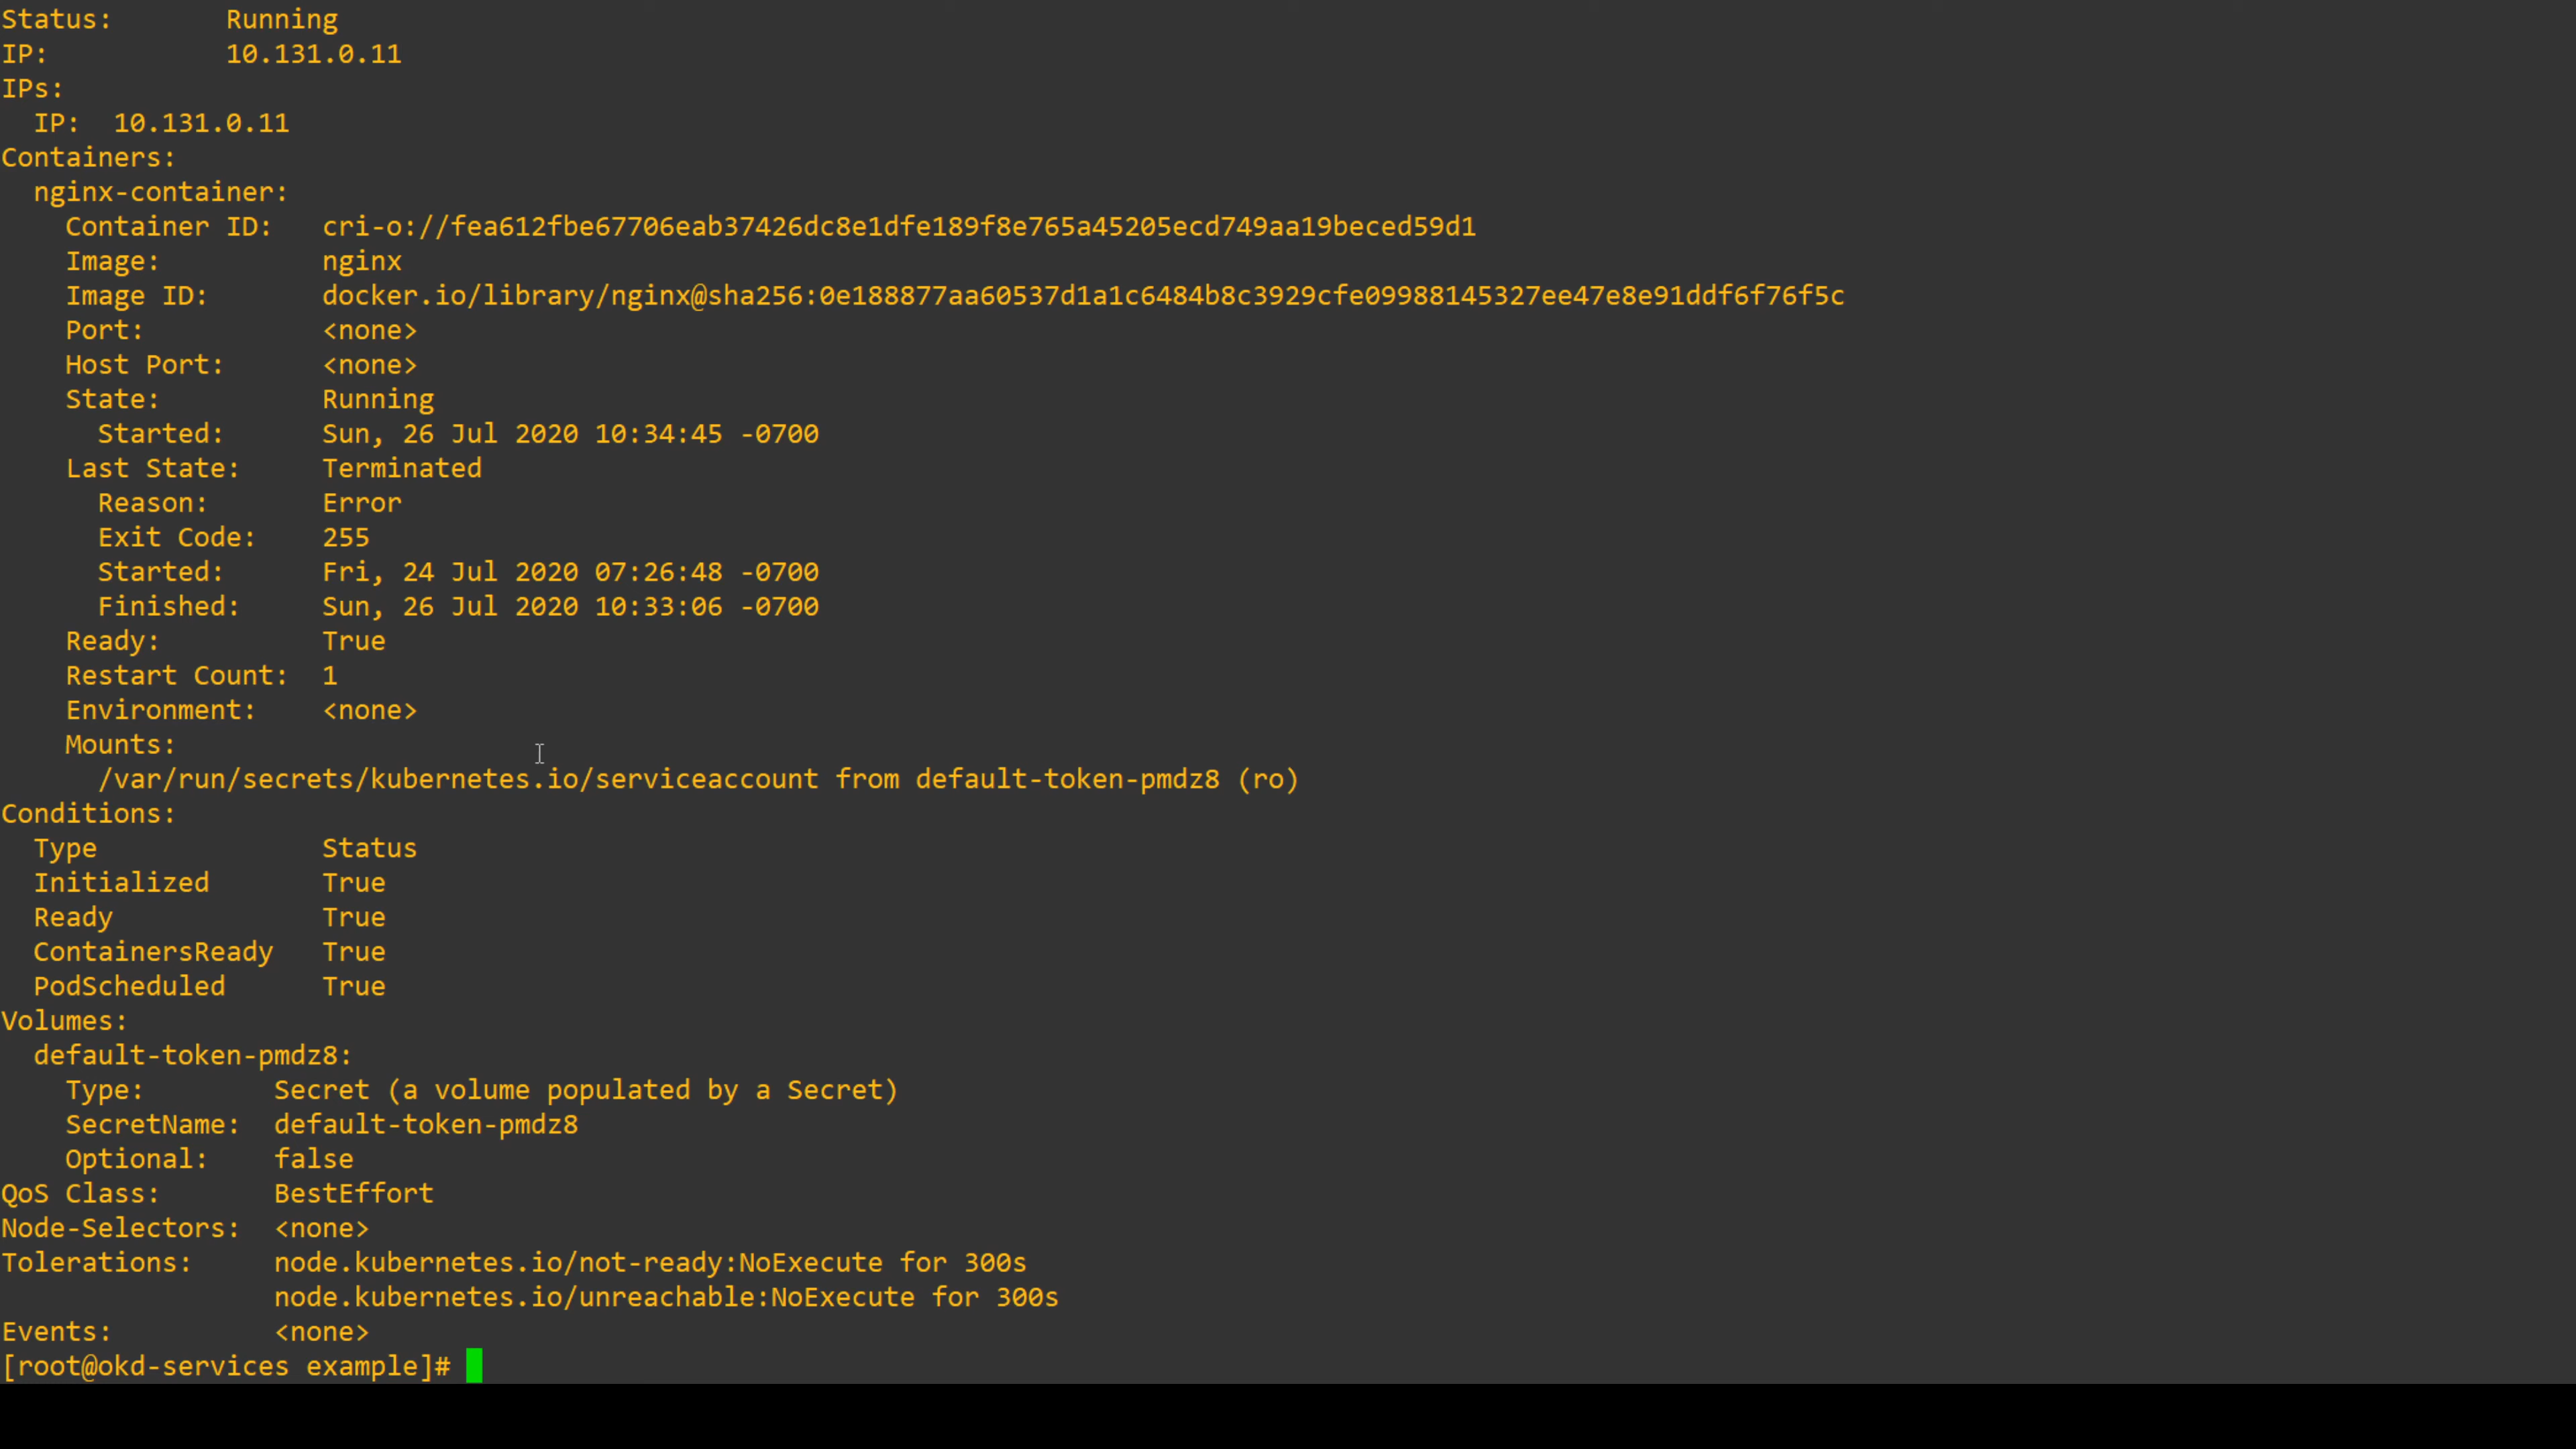 Status:       Running
IP:           10.131.0.11
IPs:
  IP:  10.131.0.11
Containers:
  nginx-container:
    Container ID:   cri-o://fea612fbe67706eab37426dc8e1dfe189f8e765a45205ecd749aa19beced59d1
    Image:          nginx
    Image ID:       docker.io/library/nginx@sha256:0e188877aa60537d1a1c6484b8c3929cfe09988145327ee47e8e91ddf6f76f5c
    Port:           <none>
    Host Port:      <none>
    State:          Running
      Started:      Sun, 26 Jul 2020 10:34:45 -0700
    Last State:     Terminated
      Reason:       Error
      Exit Code:    255
      Started:      Fri, 24 Jul 2020 07:26:48 -0700
      Finished:     Sun, 26 Jul 2020 10:33:06 -0700
    Ready:          True
    Restart Count:  1
    Environment:    <none>
    Mounts:
      /var/run/secrets/kubernetes.io/serviceaccount from default-token-pmdz8 (ro)
Conditions:
  Type              Status
  Initialized       True
  Ready             True
  ContainersReady   True
  PodScheduled      True
Volumes:
  default-token-pmdz8:
    Type:        Secret (a volume populated by a Secret)
    SecretName:  default-token-pmdz8
    Optional:    false
QoS Class:       BestEffort
Node-Selectors:  <none>
Tolerations:     node.kubernetes.io/not-ready:NoExecute for 300s
                 node.kubernetes.io/unreachable:NoExecute for 300s
Events:          <none>
[root@okd-services example]#